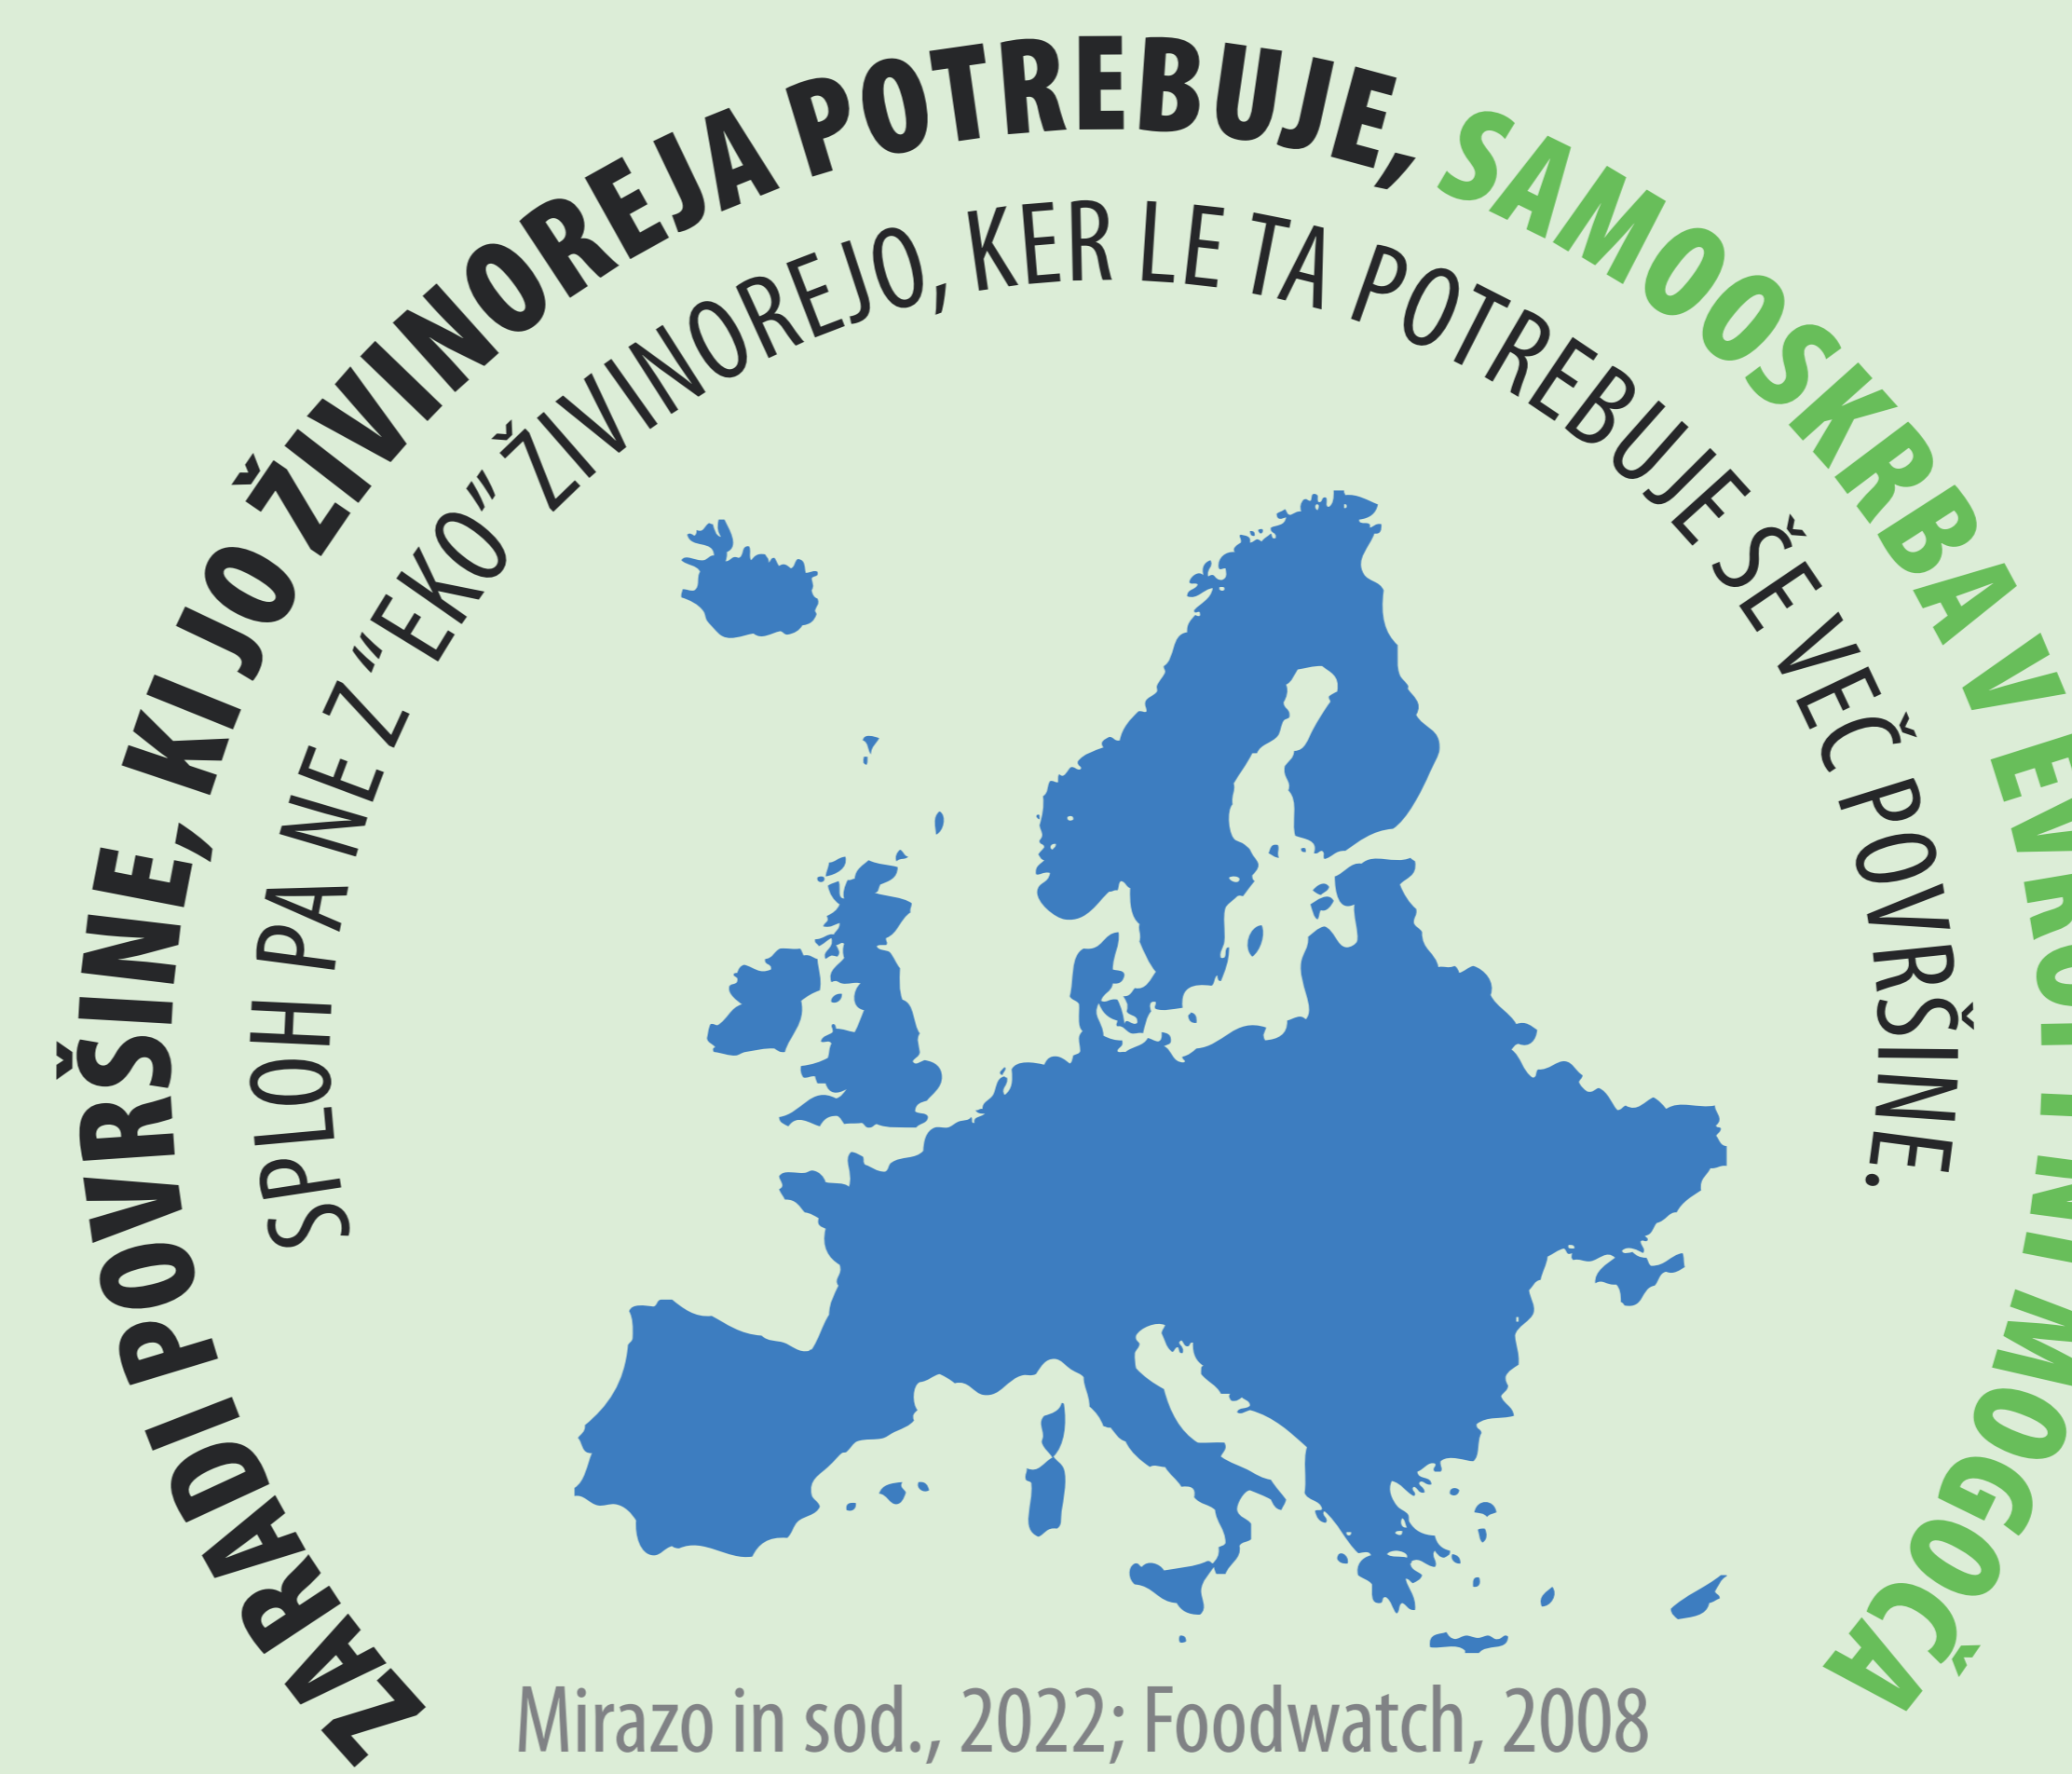 ZARADI POVRŠINE, KI JO ŽIVINOREJA POTREBUJE, SAMOOSKRBA V EVROPI NI MOGOČA
SPLOH PA NE Z “EKO” ŽIVINOREJO, KER LE TA POTREBUJE ŠE VEČ POVRŠINE.
Mirazo in sod., 2022; Foodwatch, 2008